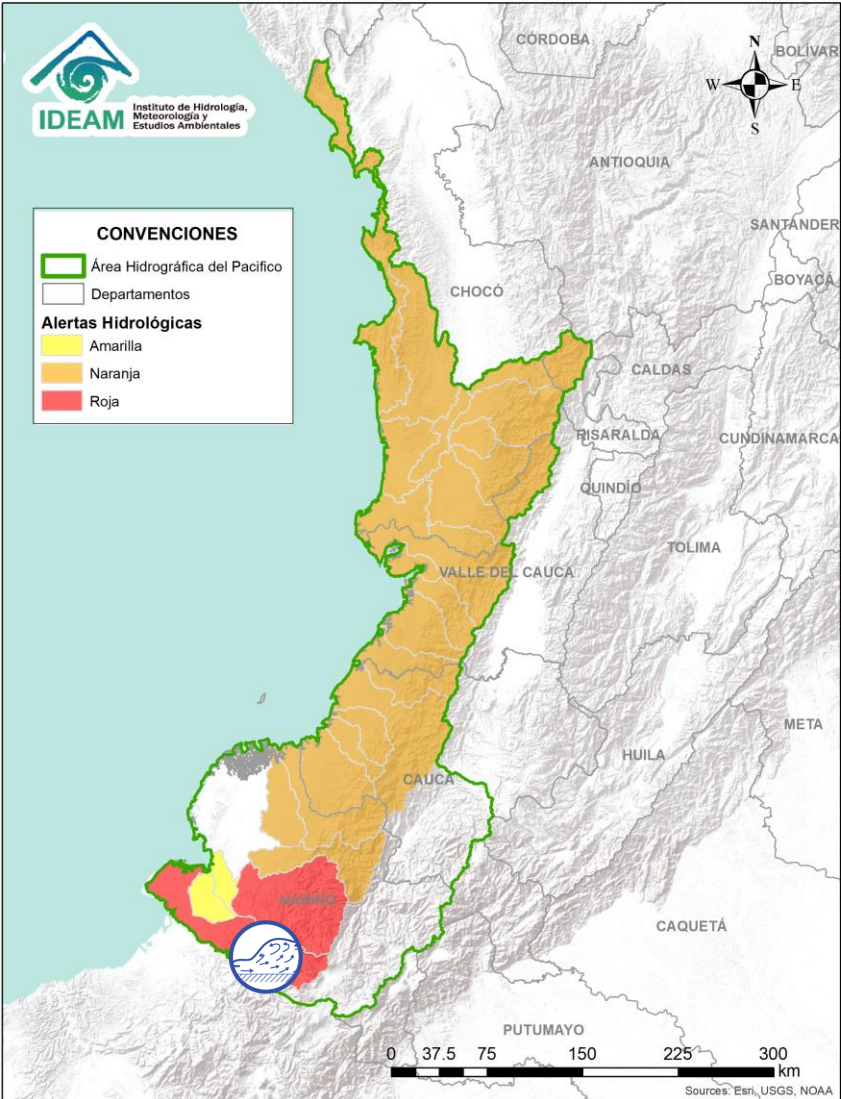 IDEAM
Instituto de Hidrología,
Meteorología y
Estudios Ambientales
N
W
E
S
CÓRDOBA
BOLÍVAR
ANTIOQUIA
SANTANDER
BOYACÁ
CHOCÓ
CONVENCIONES
Área Hidrográfica del Pacifico
Departamentos
Alertas Hidrológicas
Amarilla
Naranja
Roja
CALDAS
RISARALDA
CUNDINAMARCA
QUINDÍO
TOLIMA
VALLE DEL CAUCA
META
HUILA
CAUCA
NARIÑO
CAQUETÁ
PUTUMAYO
0 37.5 75 150 225 300
km
Sources: Esri, USGS, NOAA